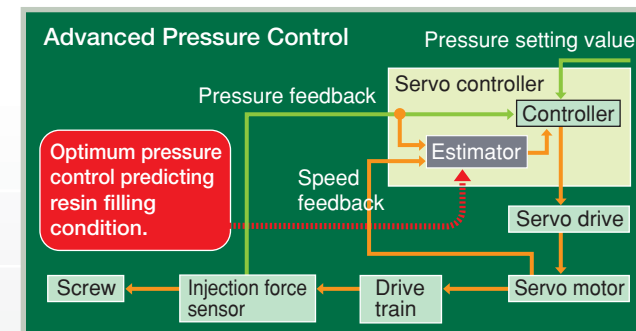 Advanced Pressure Control
Pressure setting value
Servo controller
Pressure feedback
Controller
Optimum pressure
control predicting
resin filling
condition.
Estimator
Speed
feedback
Servo drive
Screw
Injection force
sensor
Drive
train
Servo motor